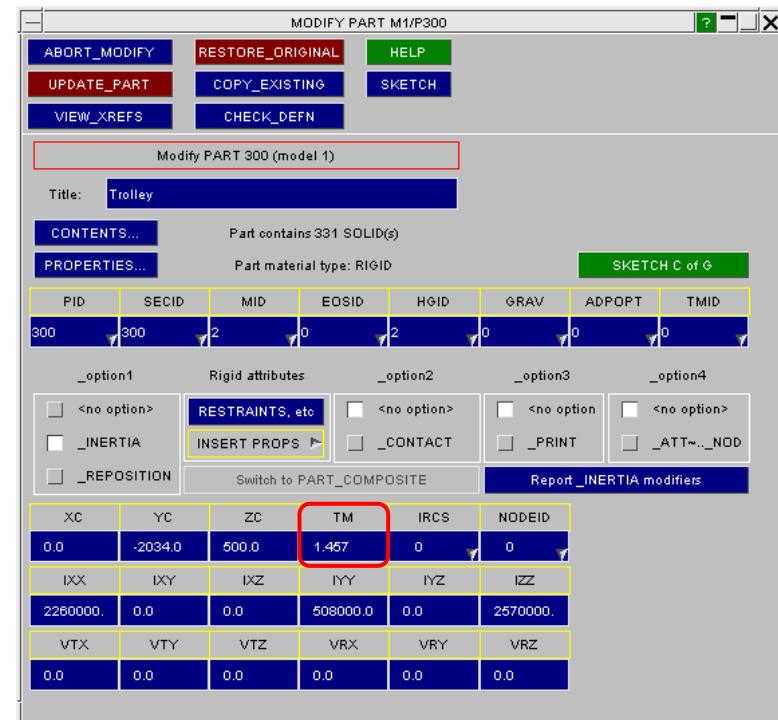 MODIFY PART M1/P300 ?
ABORT_MODIFY RESTORE_ORIGINAL HELP
UPDATE_PART COPY_EXISTING SKETCH
VIEW_XREFS CHECK_DEFN
Modify PART 300 (model 1)
Title: Trolley
CONTENTS... Part contains 331 SOLID(s)
PROPERTIES... Part material type: RIGID SKETCH C of G
PID SECID MID EOSID HGID GRAV ADPOPT TMID
300 300 2 0 2 0 0 0
_option1 Rigid attributes _option2 _option3 _option4
<no option> RESTRAINTS, etc <no option> <no option <no option>
_INERTIA INSERT PROPS _CONTACT _PRINT _ATT~.._NOD
_REPOSITION Switch to PART_COMPOSITE Report _INERTIA modifiers
XC YC ZC TM IRCS NODEID
0.0 -2034.0 500.0 1.457 0 0
IXX IXY IXZ IYY IYZ IZZ
2260000. 0.0 0.0 508000.0 0.0 2570000.
VTX VTY VTZ VRX VRY VRZ
0.0 0.0 0.0 0.0 0.0 0.0